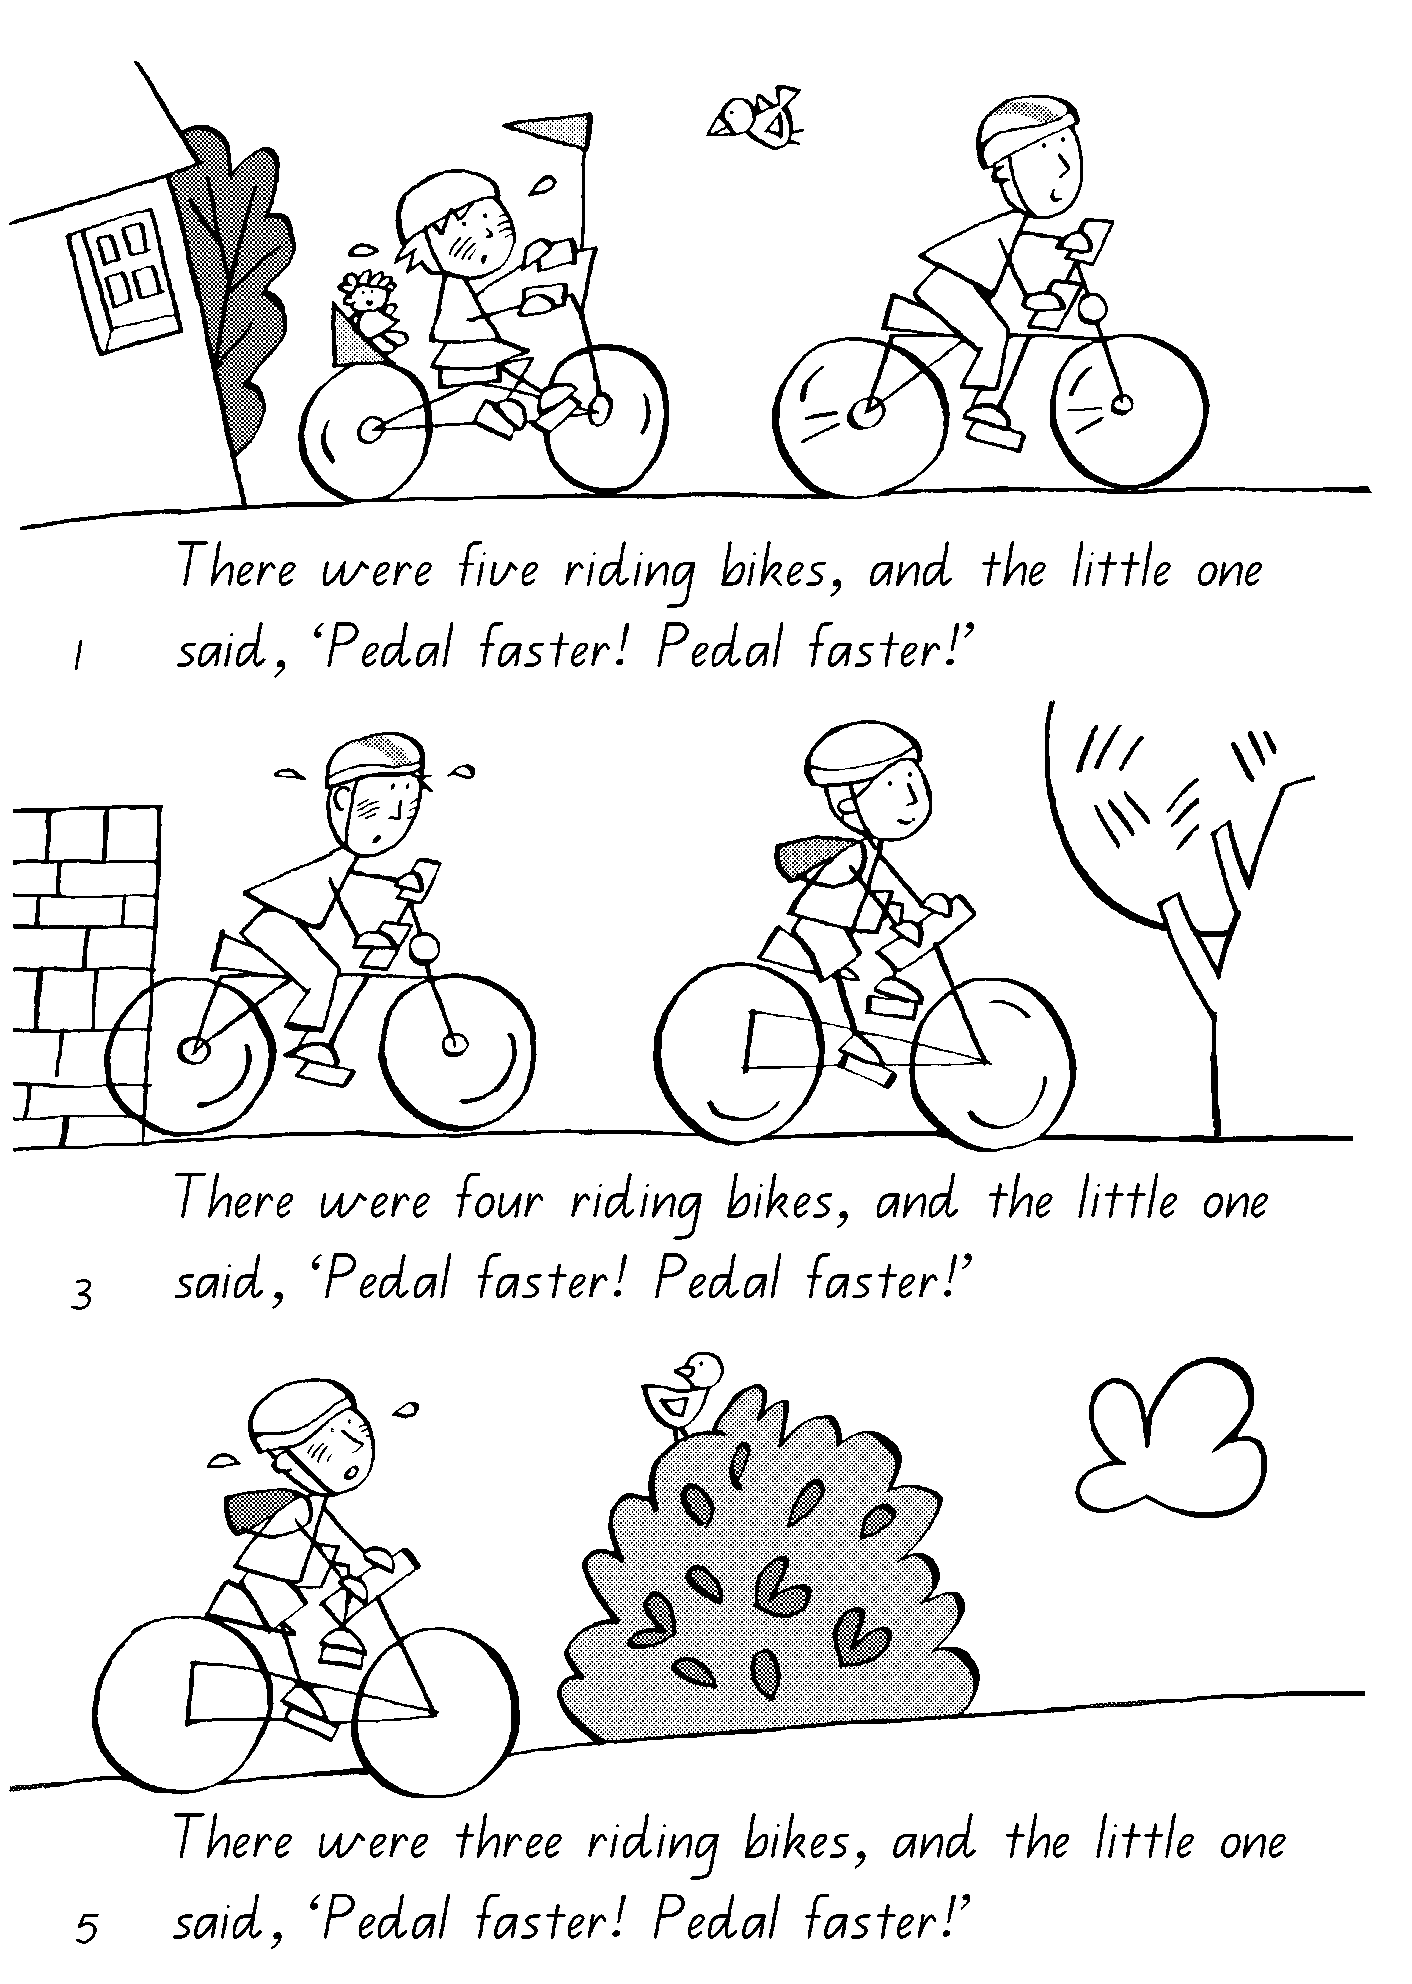 There were five riding bikes, and the little one
1 said, ‘Pedal faster! Pedal faster!’
There were four riding bikes, and the little one
3 said, ‘Pedal faster! Pedal faster!’
There were three riding bikes, and the little one
5 said, ‘Pedal faster! Pedal faster!’